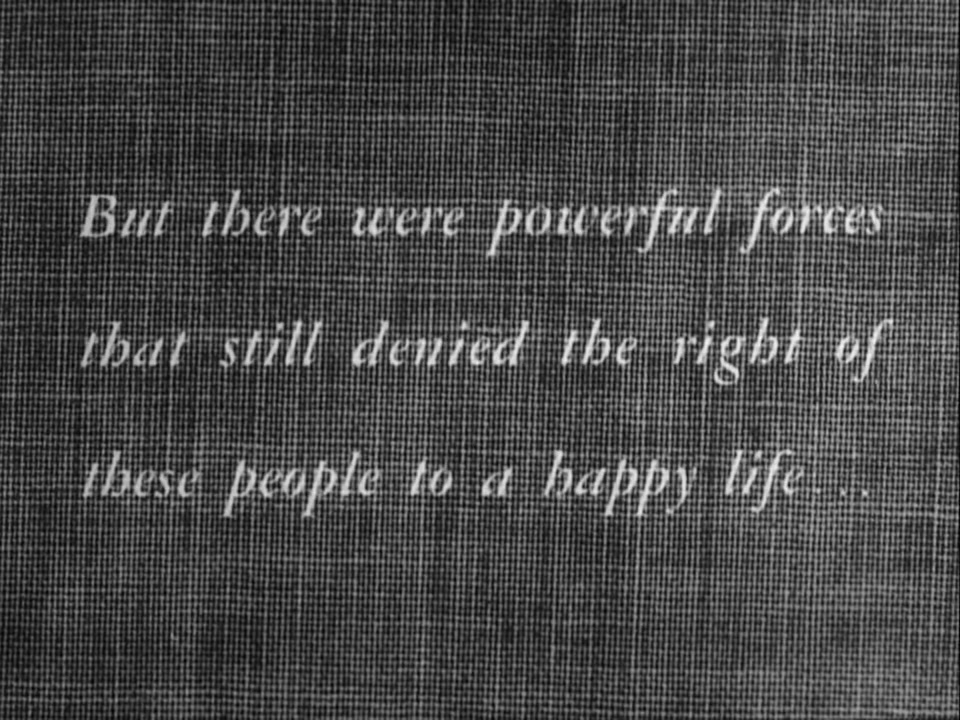 But there were powerful forces
that still denied the right of
these people to a happy life...